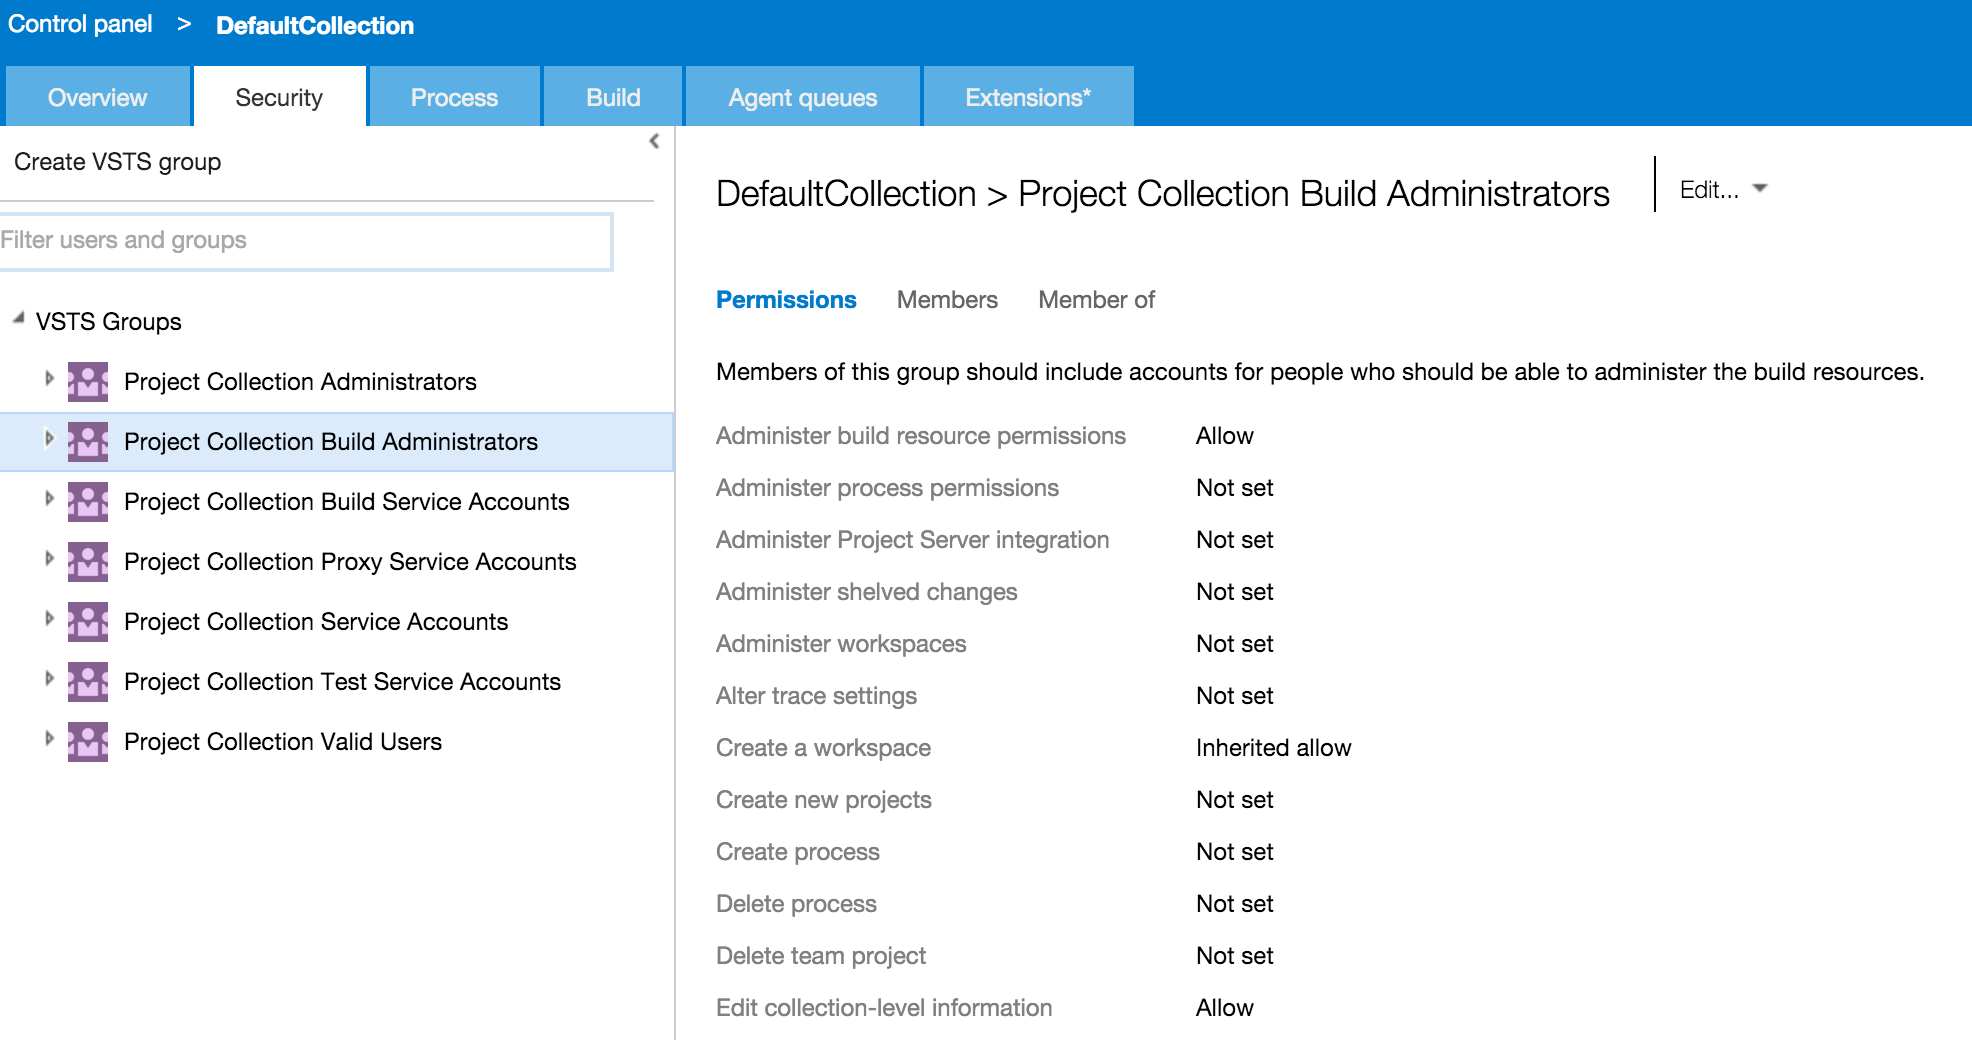 Control panel > DefaultCollection
Overview Security Process Build Agent queues Extensions*
Create VSTS group
Filter users and groups
VSTS Groups
Project Collection Administrators
Project Collection Build Administrators
Project Collection Build Service Accounts
Project Collection Proxy Service Accounts
Project Collection Service Accounts
Project Collection Test Service Accounts
Project Collection Valid Users
DefaultCollection > Project Collection Build Administrators Edit...
Permissions Members Member of
Members of this group should include accounts for people who should be able to administer the build resources.
Administer build resource permissions Allow
Administer process permissions Not set
Administer Project Server integration Not set
Administer shelved changes Not set
Administer workspaces Not set
Alter trace settings Not set
Create a workspace Inherited allow
Create new projects Not set
Create process Not set
Delete process Not set
Delete team project Not set
Edit collection-level information Allow